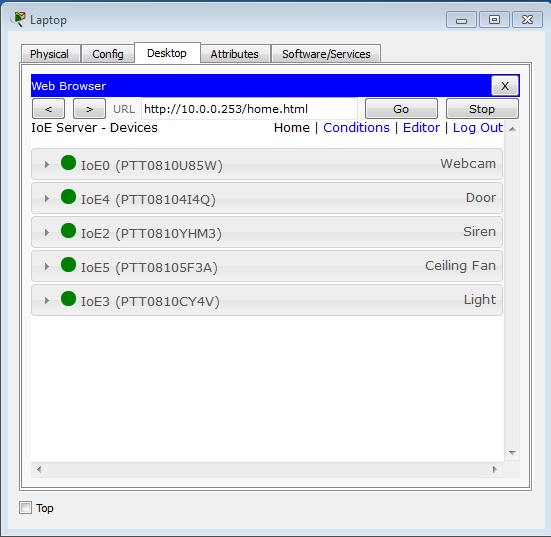 Laptop
Physical Config Desktop Attributes Software/Services
Web Browser X
< > URL http://10.0.0.253/home.html Go Stop
IoE Server - Devices Home | Conditions | Editor | Log Out
IoE0 (PTT0810U85W) Webcam
IoE4 (PTT08104I4Q) Door
IoE2 (PTT0810YHM3) Siren
IoE5 (PTT08105F3A) Ceiling Fan
IoE3 (PTT0810CY4V) Light
Top